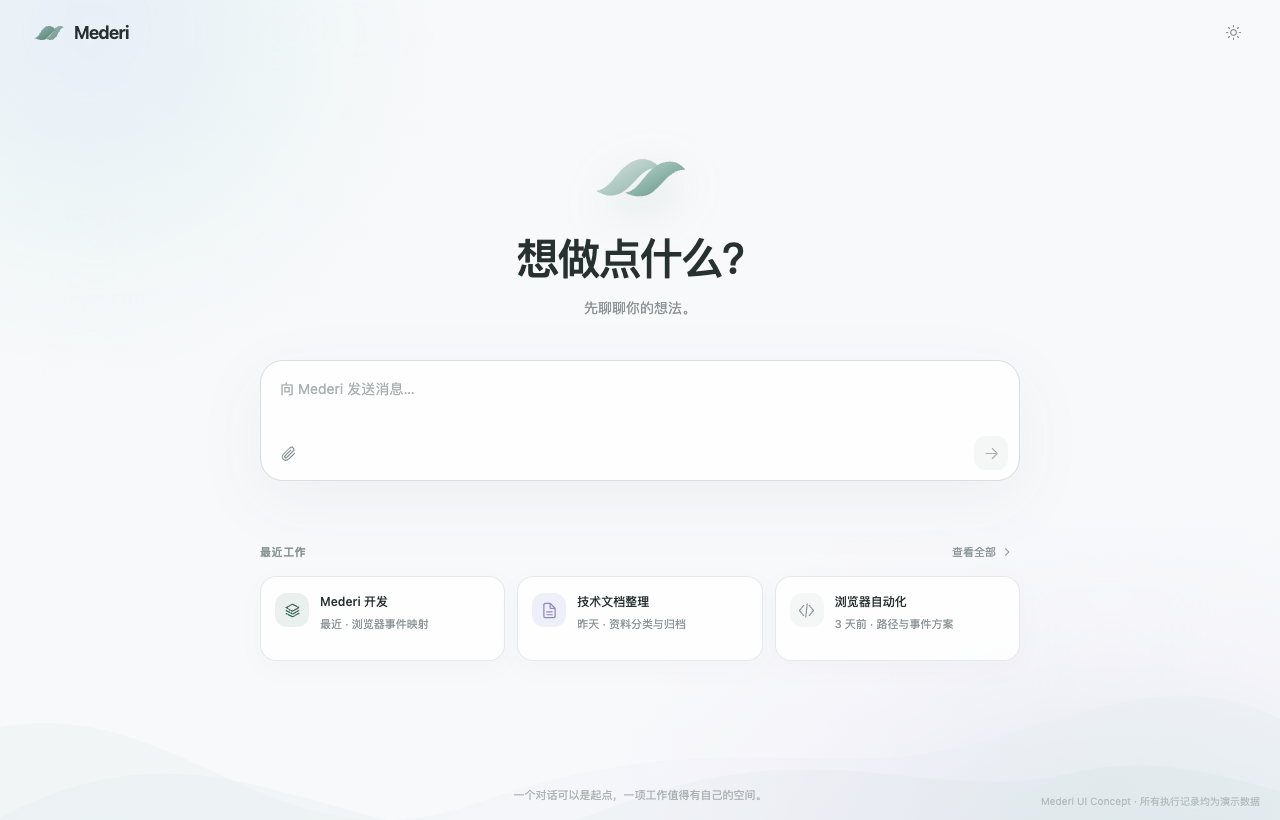 Mederi
想做点什么?
先聊聊你的想法。
向 Mederi 发送消息...
最近工作
查看全部
Mederi 开发
最近 · 浏览器事件映射
技术文档整理
昨天 · 资料分类与归档
浏览器自动化
3 天前 · 路径与事件方案
一个对话可以是起点，一项工作值得有自己的空间。
Mederi UI Concept · 所有执行记录均为演示数据